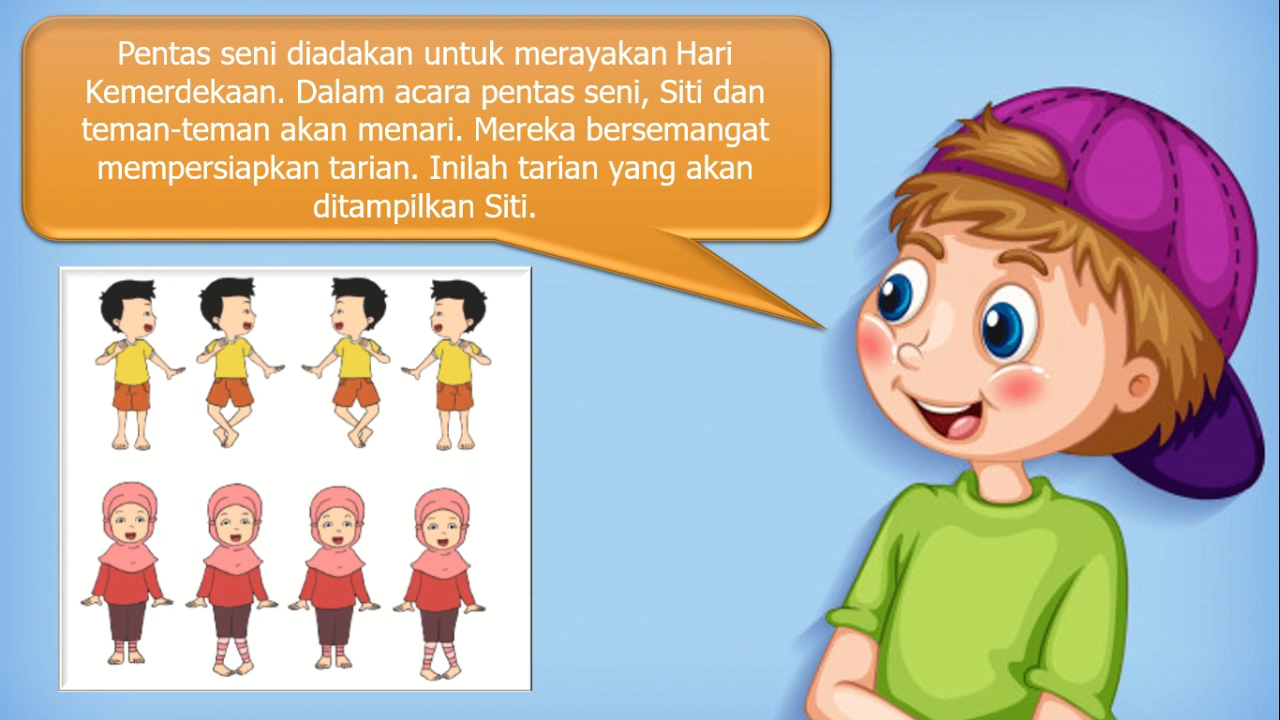 Pentas seni diadakan untuk merayakan Hari
Kemerdekaan. Dalam acara pentas seni, Siti dan
teman-teman akan menari. Mereka bersemangat
mempersiapkan tarian. Inilah tarian yang akan
ditampilkan Siti.